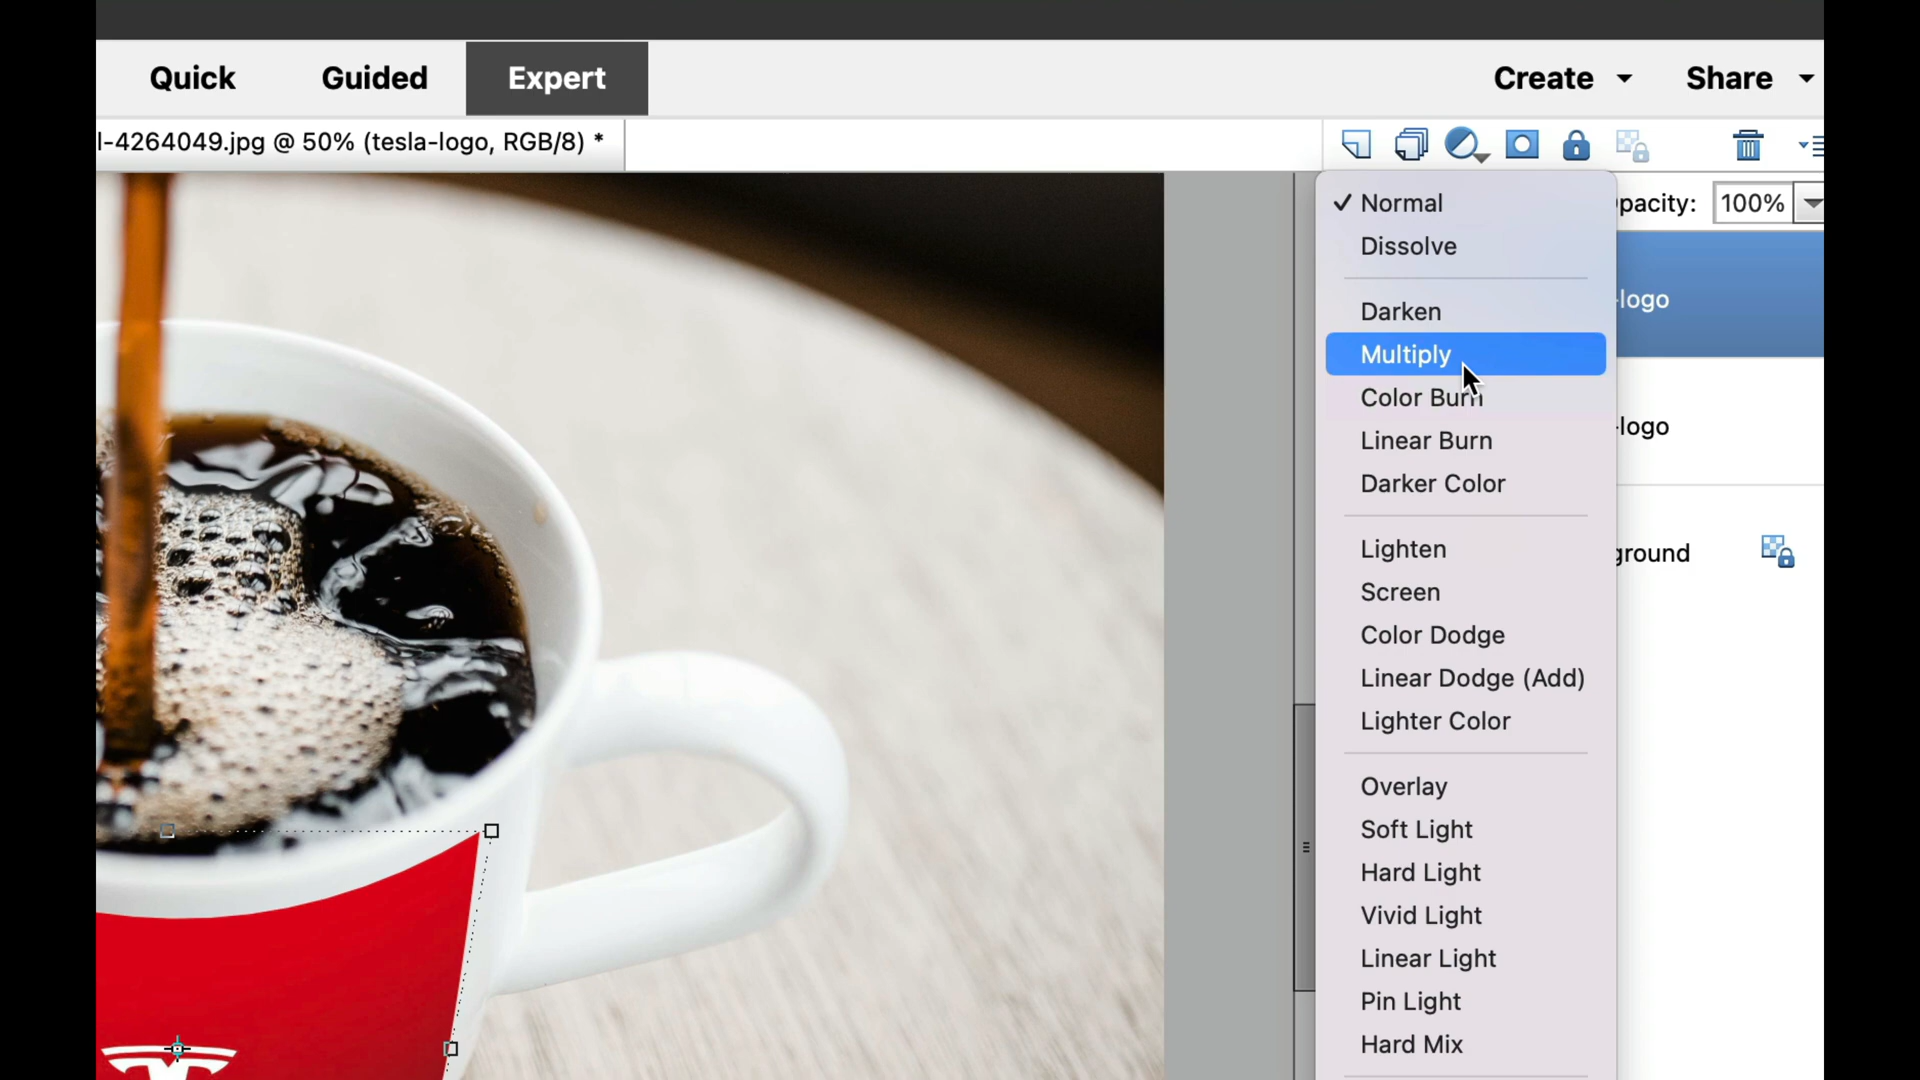 Quick Guided Expert Create Share
l-4264049.jpg @ 50% (tesla-logo, RGB/8) *
✓ Normal
pacity: 100%
Dissolve
-logo
Darken
Multiply
Color Burn
-logo
Linear Burn
Darker Color
Lighten
ground
Screen
Color Dodge
Linear Dodge (Add)
Lighter Color
Overlay
Soft Light
Hard Light
Vivid Light
Linear Light
Pin Light
Hard Mix